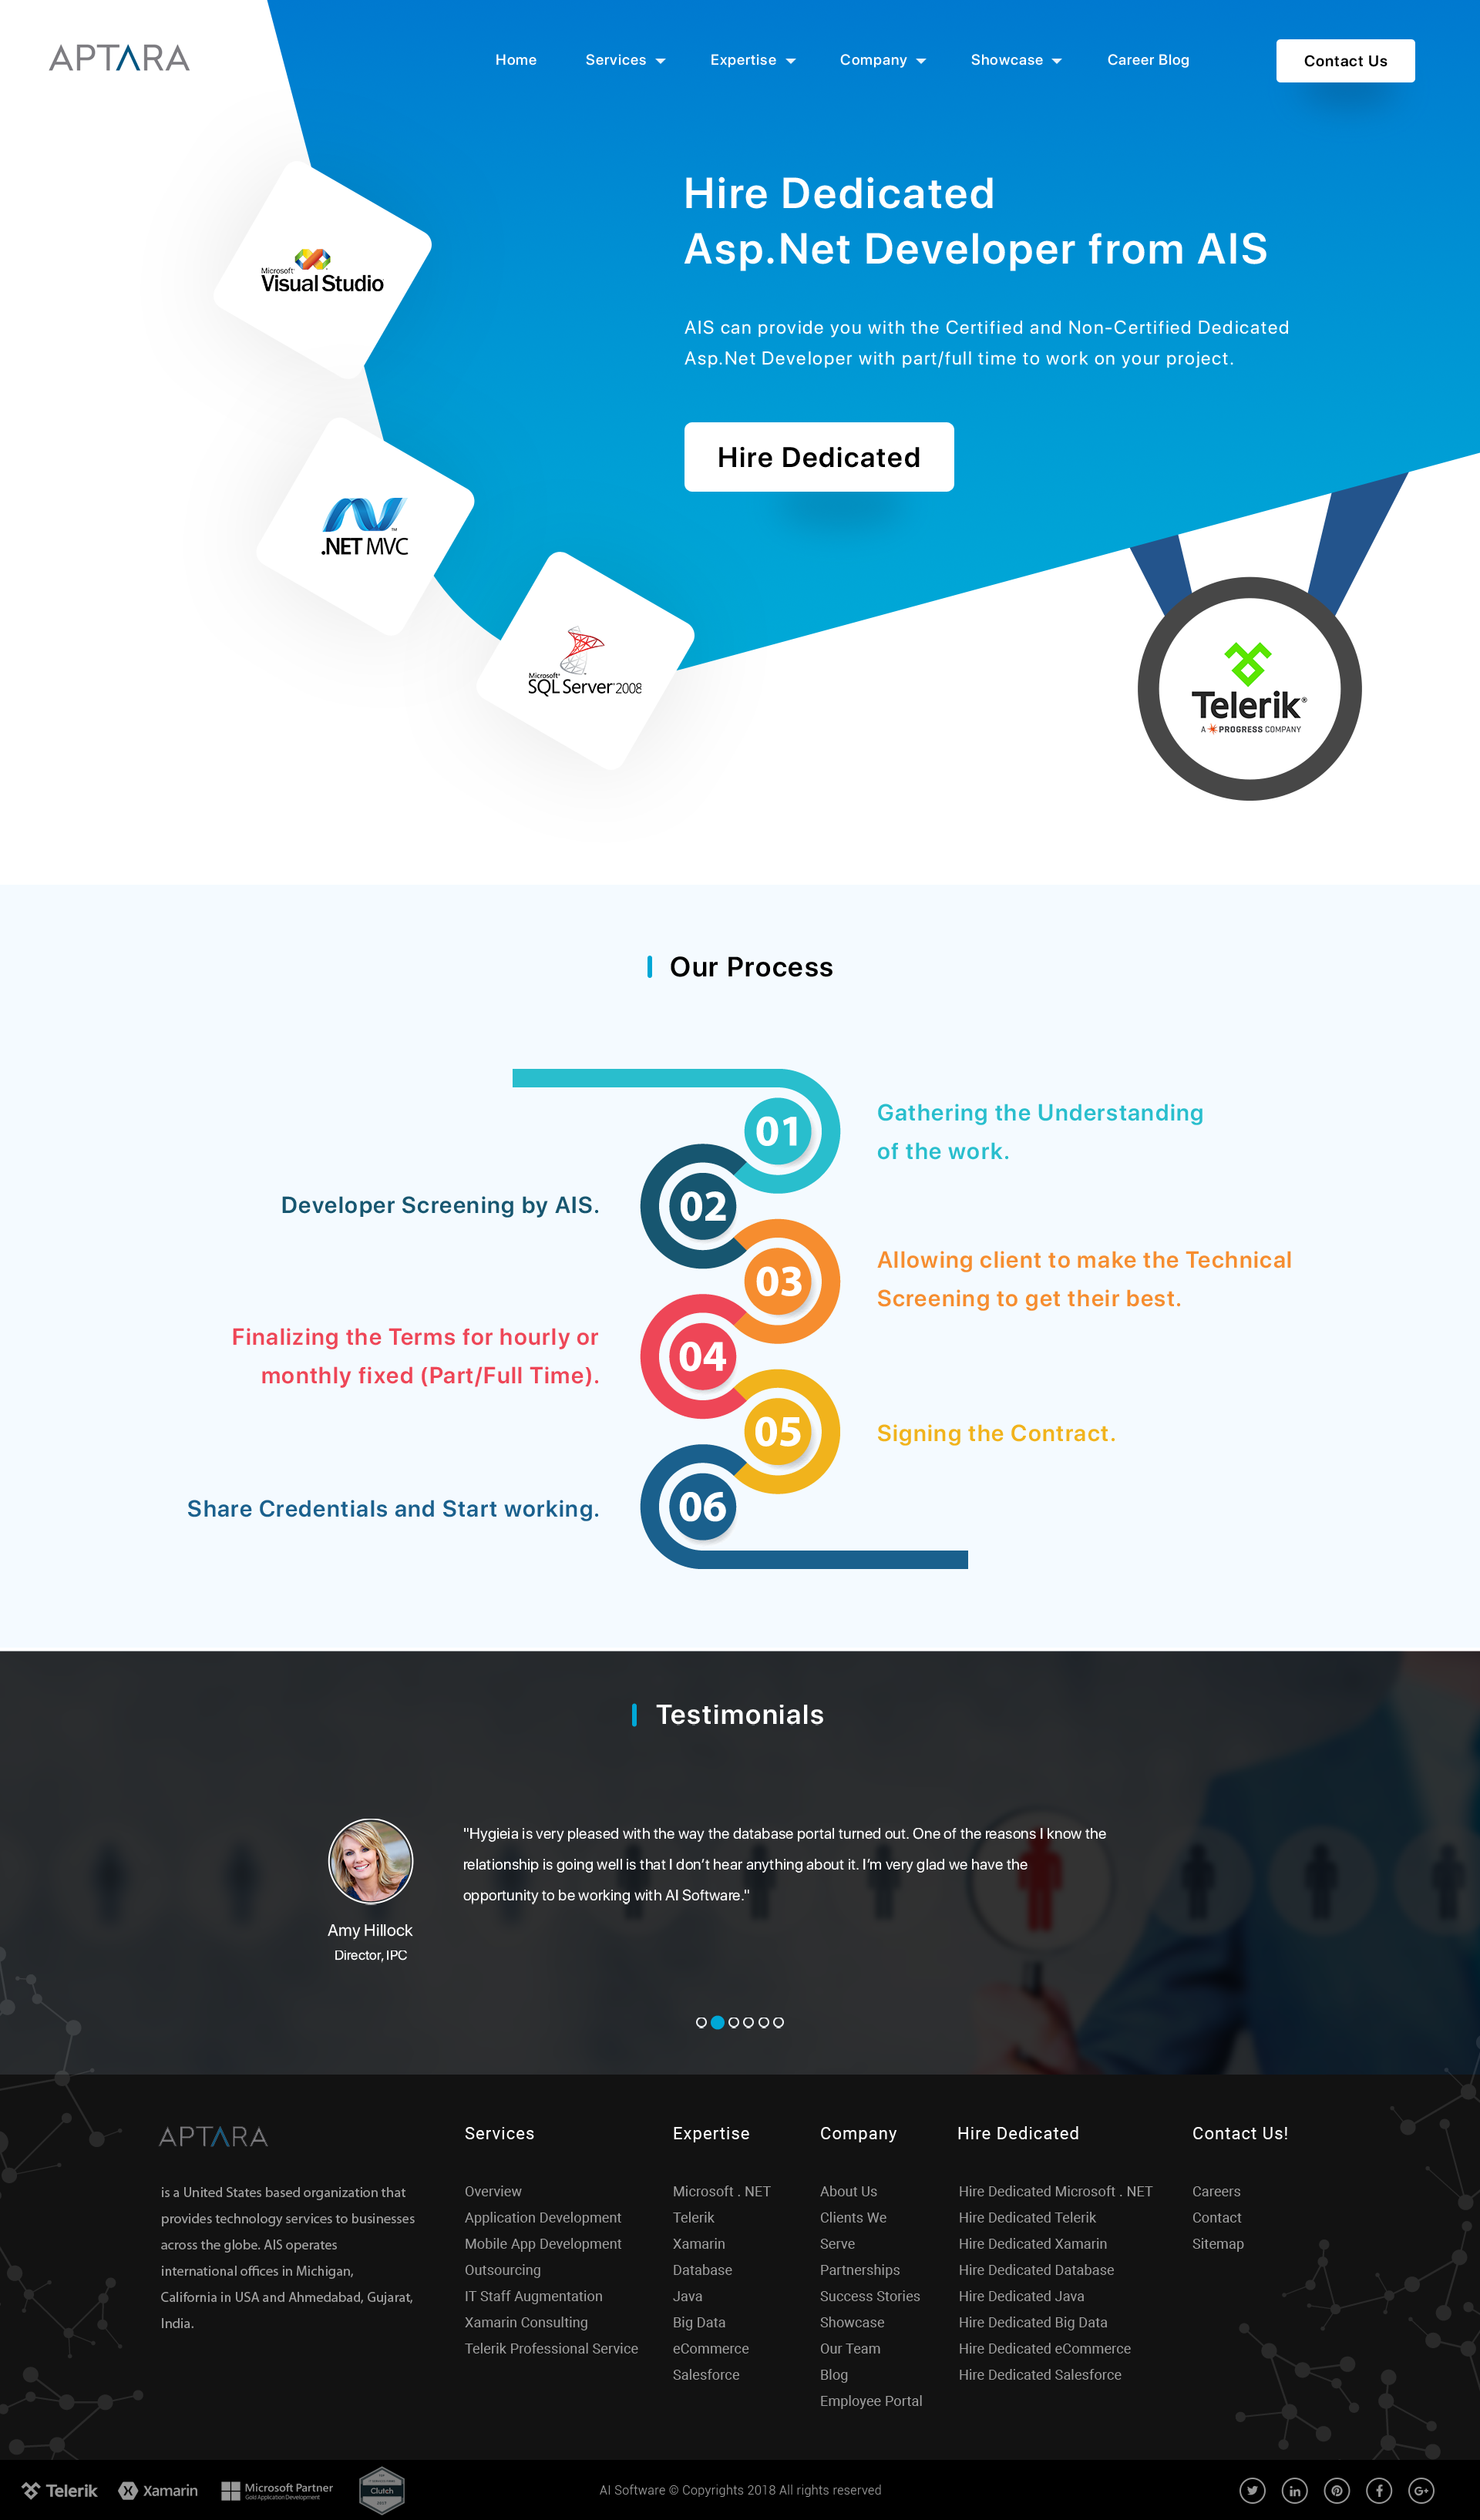 APTARA
Home Services Expertise Company Showcase Career Blog Contact Us
Hire Dedicated
Asp.Net Developer from AIS
AIS can provide you with the Certified and Non-Certified Dedicated
Asp.Net Developer with part/full time to work on your project.
Hire Dedicated
Microsoft®
Visual Studio
.NET MVC
Microsoft®
SQL Server® 2008
Telerik®
A PROGRESS COMPANY
Our Process
01
Gathering the Understanding
of the work.
02
Developer Screening by AIS.
03
Allowing client to make the Technical
Screening to get their best.
04
Finalizing the Terms for hourly or
monthly fixed (Part/Full Time).
05
Signing the Contract.
06
Share Credentials and Start working.
Testimonials
"Hygieia is very pleased with the way the database portal turned out. One of the reasons I know the
relationship is going well is that I don’t hear anything about it. I’m very glad we have the
opportunity to be working with AI Software."
Amy Hillock
Director, IPC
APTARA
is a United States based organization that
provides technology services to businesses
across the globe. AIS operates
international offices in Michigan,
California in USA and Ahmedabad, Gujarat,
India.
Services
Overview
Application Development
Mobile App Development
Outsourcing
IT Staff Augmentation
Xamarin Consulting
Telerik Professional Service
Expertise
Microsoft . NET
Telerik
Xamarin
Database
Java
Big Data
eCommerce
Salesforce
Company
About Us
Clients We
Serve
Partnerships
Success Stories
Showcase
Our Team
Blog
Employee Portal
Hire Dedicated
Hire Dedicated Microsoft . NET
Hire Dedicated Telerik
Hire Dedicated Xamarin
Hire Dedicated Database
Hire Dedicated Java
Hire Dedicated Big Data
Hire Dedicated eCommerce
Hire Dedicated Salesforce
Contact Us!
Careers
Contact
Sitemap
Telerik
Xamarin
Microsoft Partner
Gold Application Development
Clutch
AI Software © Copyrights 2018 All rights reserved